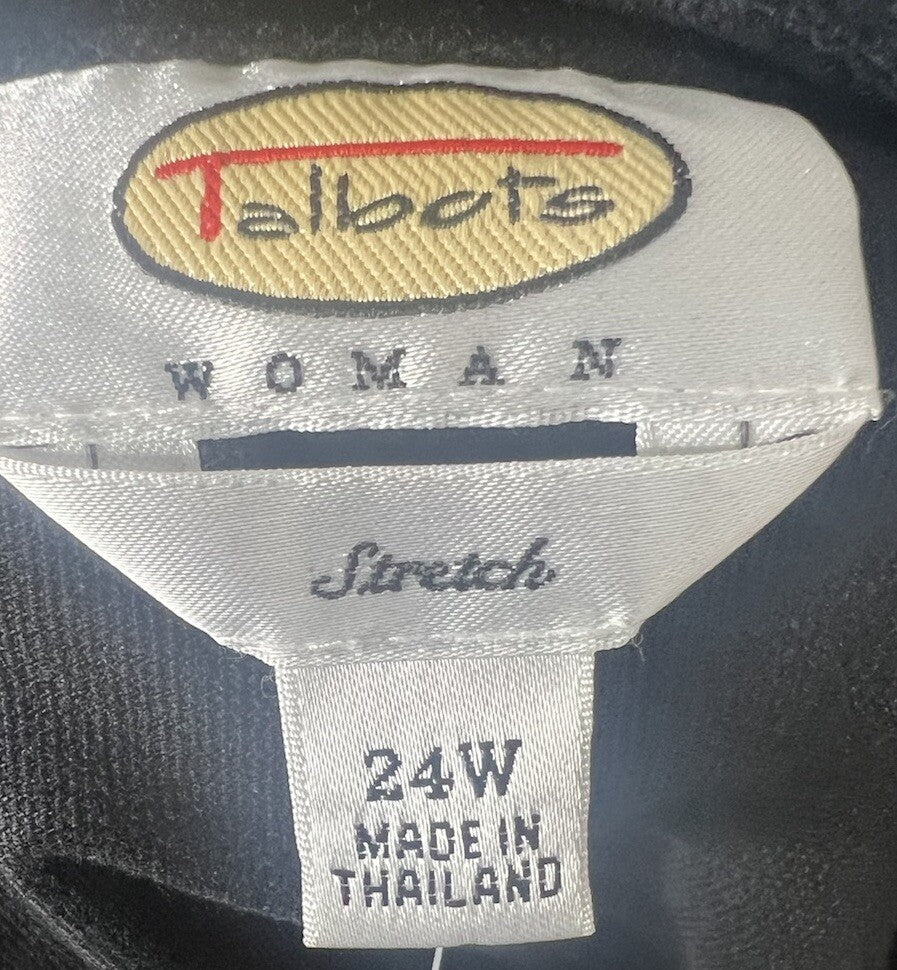 Talbots
WOMAN
Stretch
24W
MADE IN
THAILAND